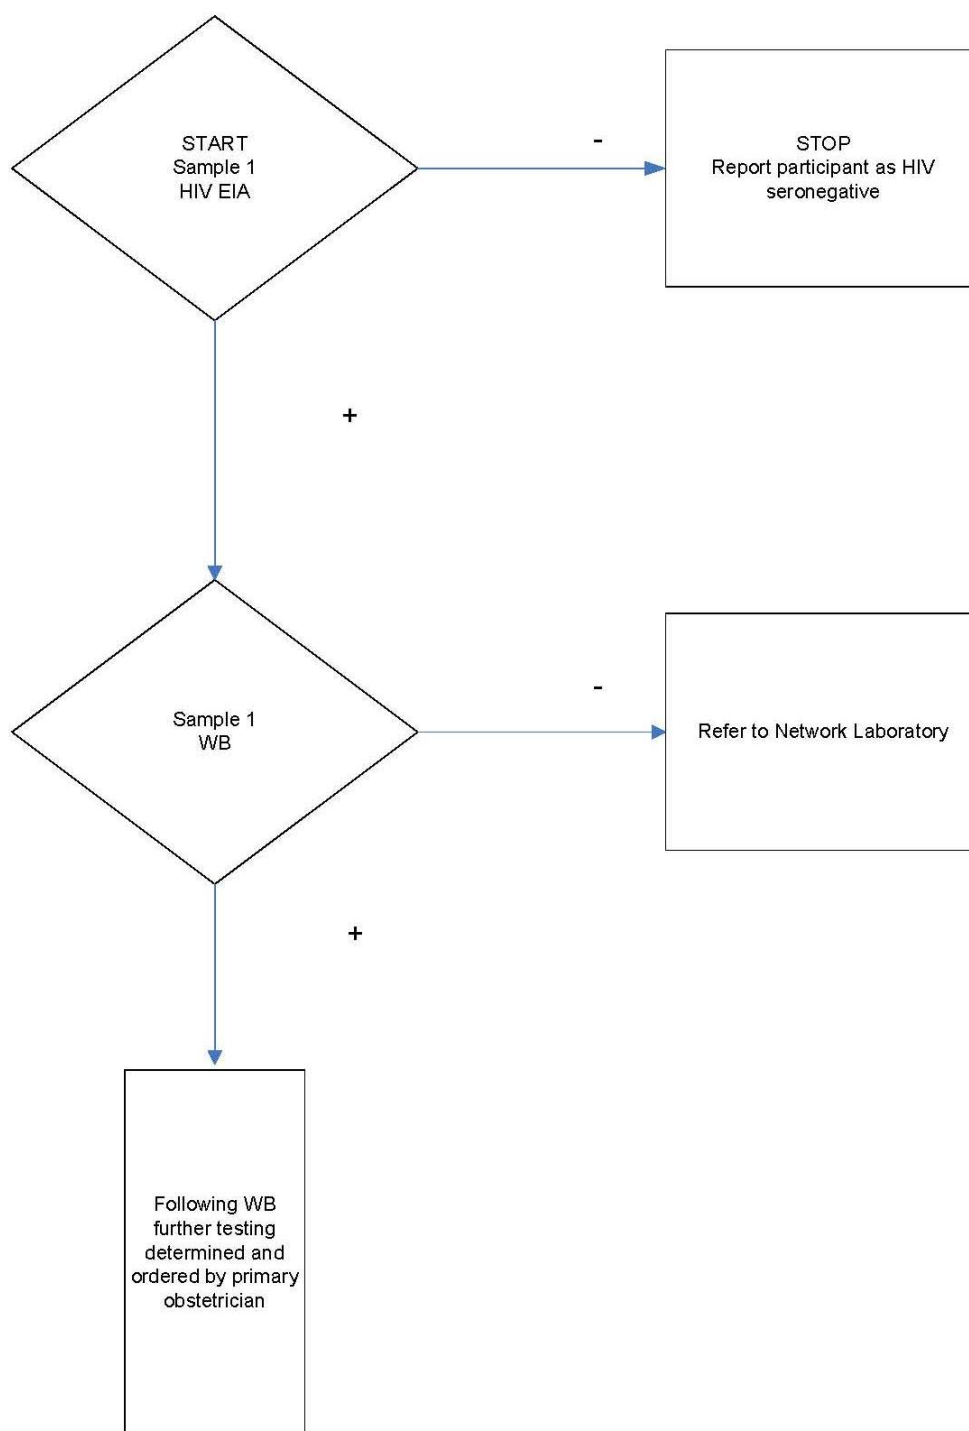 START
Sample 1
HIV EIA
-
STOP
Report participant as HIV
seronegative
+
Sample 1
WB
-
Refer to Network Laboratory
+
Following WB
further testing
determined and
ordered by primary
obstetrician